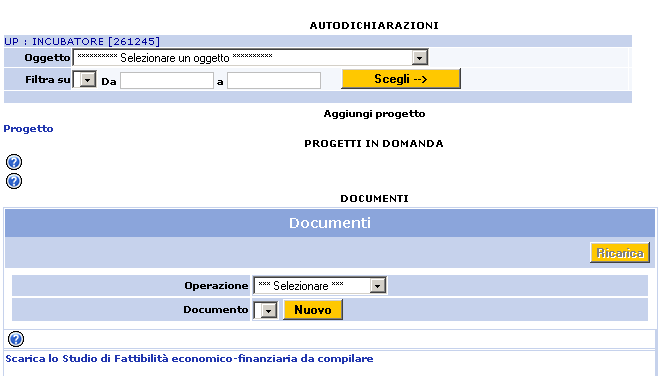 AUTODICHIARAZIONI
UP : INCUBATORE [261245]
Oggetto ********** Selezionare un oggetto **********
Filtra su Da a Scegli -->
Aggiungi progetto
Progetto
PROGETTI IN DOMANDA
?
?
DOCUMENTI
Documenti
Ricarica
Operazione *** Selezionare ***
Documento Nuovo
?
Scarica lo Studio di Fattibilità economico-finanziaria da compilare